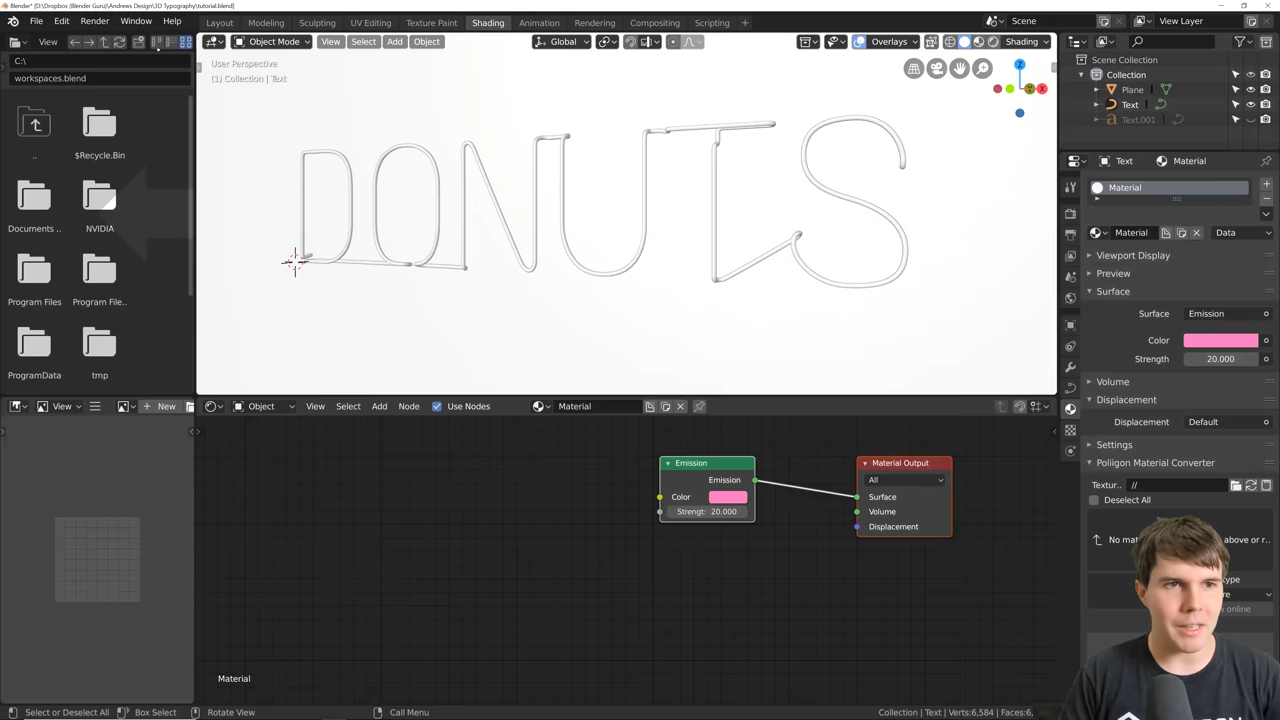 Blender* [D:\Dropbox (Blender Guru)\Andrews Design\3D Typography\tutorial.blend]
File Edit Render Window Help
Layout Modeling Sculpting UV Editing Texture Paint Shading Animation Rendering Compositing Scripting
Scene View Layer
View
Object Mode View Select Add Object Global Overlays Shading
C:\
workspaces.blend
..
$Recycle.Bin
Documents ..
NVIDIA
Program Files
Program File..
ProgramData
tmp
User Perspective
(1) Collection | Text
DONUTS
Z
Y
X
Scene Collection
Collection
Plane
Text
Text.001
Text Material
Material
Material Data
Viewport Display
Preview
Surface
Surface Emission
Color
Strength 20.000
Volume
Displacement
Displacement Default
Settings
Poliigon Material Converter
Textur.. //
Deselect All
No mat above or r..
View New
Object View Select Add Node Use Nodes Material
Emission
Emission
Color
Strengt: 20.000
Material Output
All
Surface
Volume
Displacement
Material
Select or Deselect All Box Select Rotate View Call Menu
Collection | Text | Verts:6,584 | Faces:6,